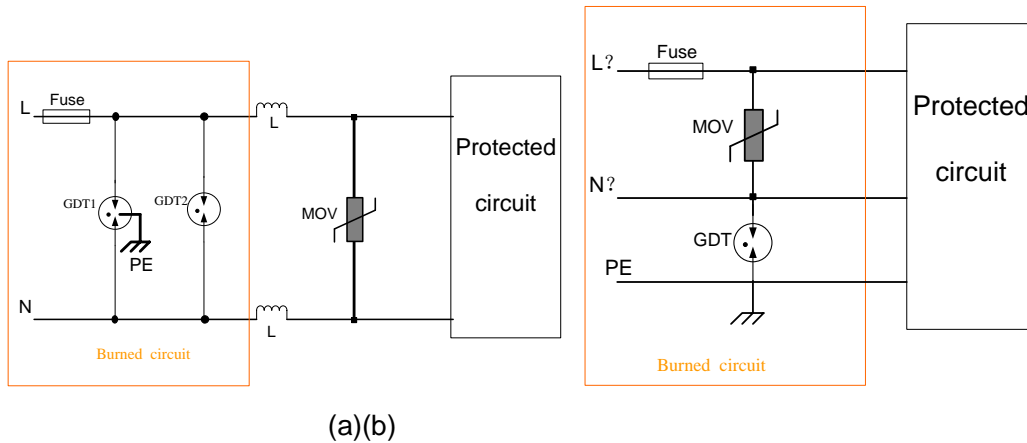 Fuse
L
GDT1
GDT2
PE
N
L
L
MOV
Protected
circuit
Burned circuit
Fuse
L?
MOV
N?
GDT
PE
Protected
circuit
Burned circuit
(a)(b)